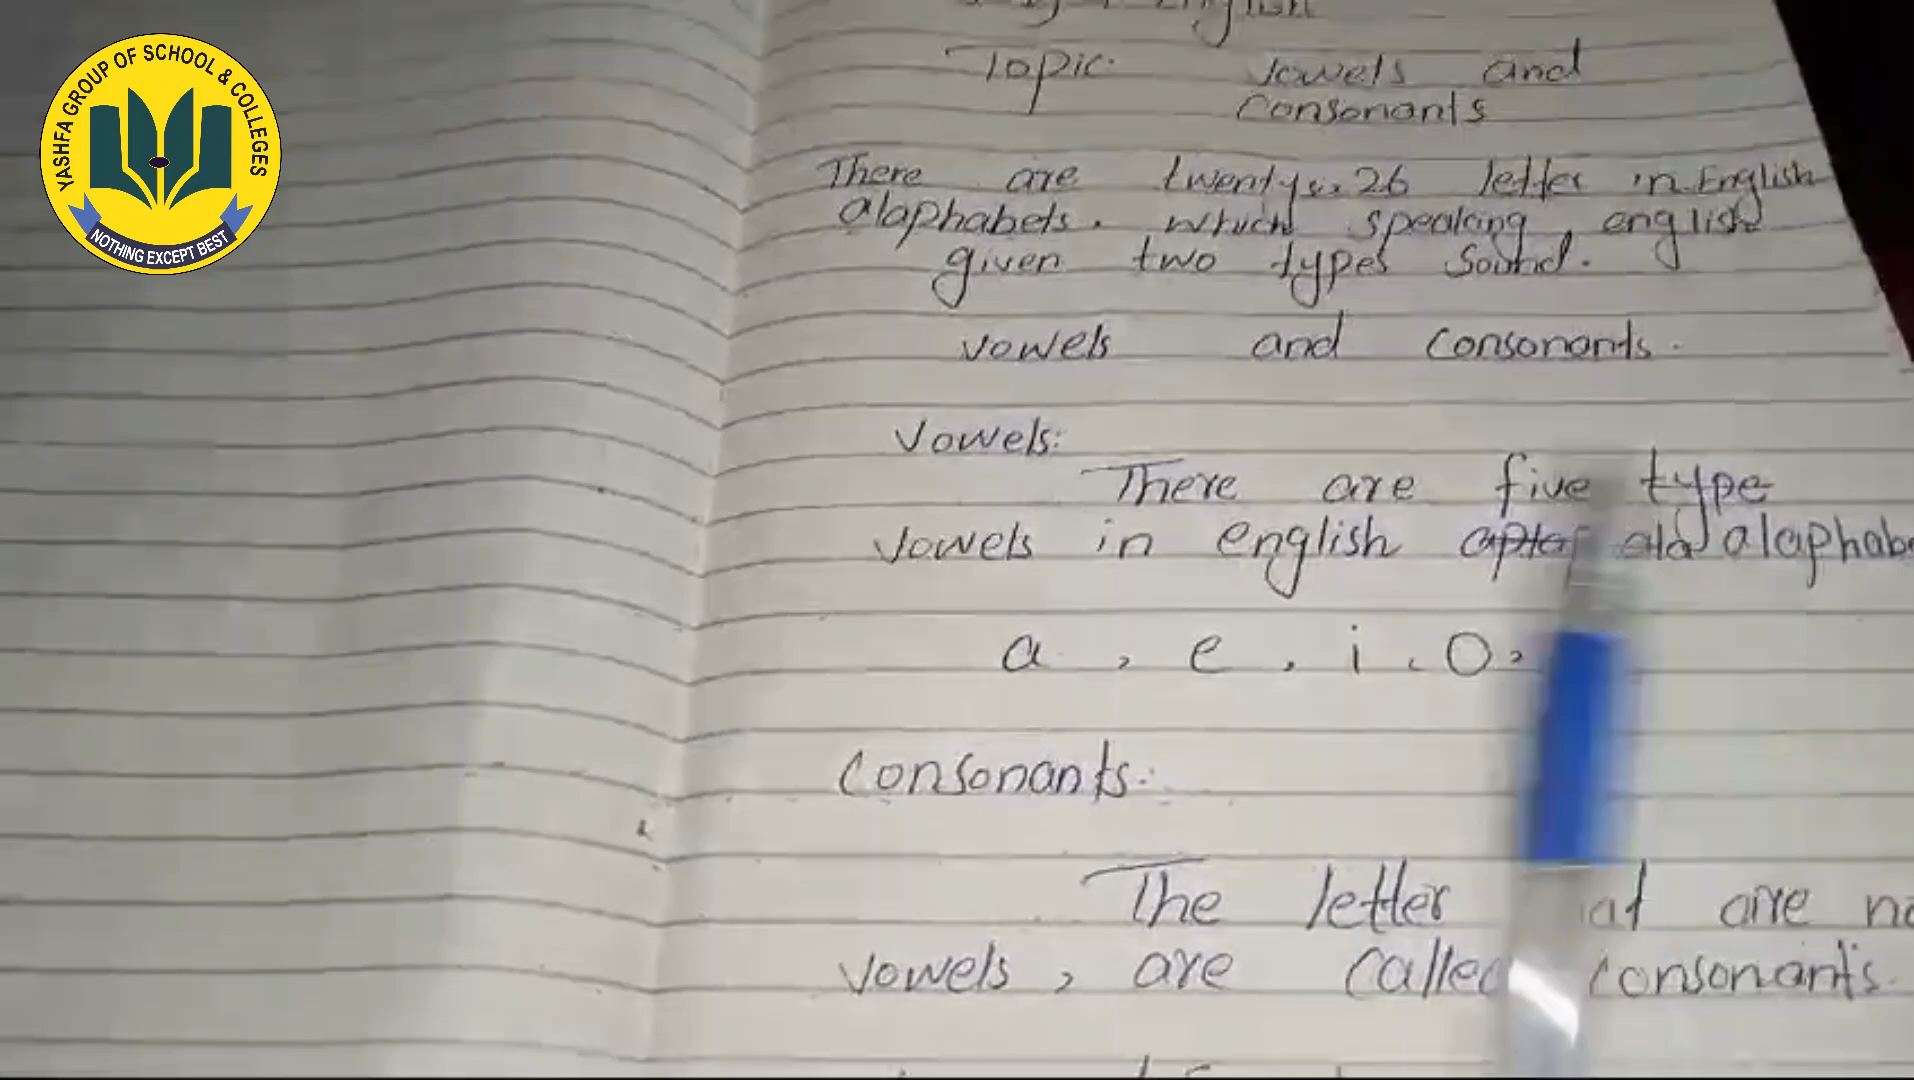 YASHFA GROUP OF SCHOOL & COLLEGES
NOTHING EXCEPT BEST
English
Topic: Vowels and
Consonants
There are twenty 26 letter in English
alaphabets. which speaking english
given two types Sound.
vowels and consonants.
Vowels:
There are five type
vowels in english alaphab
a, e, i, o,
Consonants:
The letter are
vowels, are called consonants.